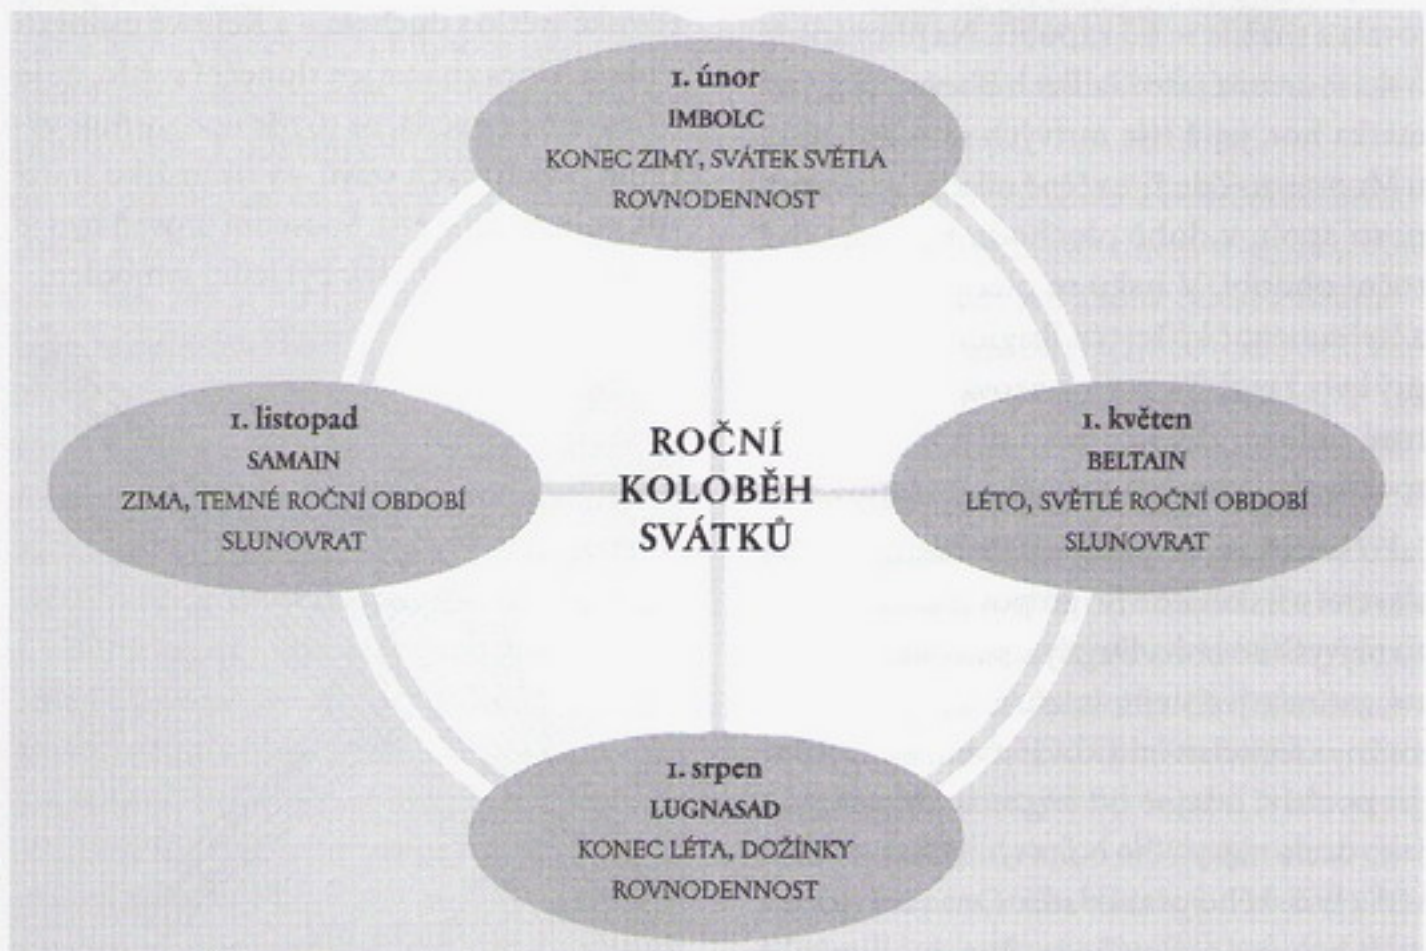 1. únor
IMBOLC
KONEC ZIMY, SVÁTEK SVĚTLA
ROVNODENNOST
1. listopad
SAMAIN
ZIMA, TEMNÉ ROČNÍ OBDOBÍ
SLUNOVRAT
ROČNÍ
KOLOBĚH
SVÁTKŮ
1. květen
BELTAIN
LÉTO, SVĚTLÉ ROČNÍ OBDOBÍ
SLUNOVRAT
1. srpen
LUGNASAD
KONEC LÉTA, DOŽÍNKY
ROVNODENNOST